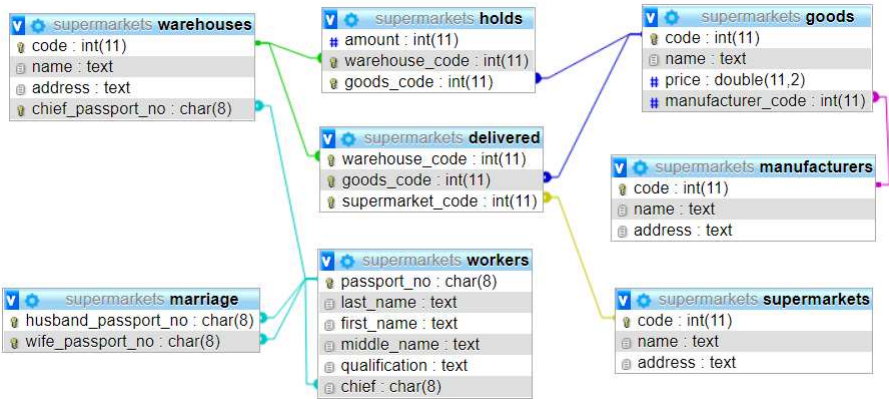 supermarkets warehouses
code : int(11)
name : text
address : text
chief_passport_no : char(8)
supermarkets holds
amount : int(11)
warehouse_code : int(11)
goods_code : int(11)
supermarkets goods
code : int(11)
name : text
price : double(11,2)
manufacturer_code : int(11)
supermarkets delivered
warehouse_code : int(11)
goods_code : int(11)
supermarket_code : int(11)
supermarkets manufacturers
code : int(11)
name : text
address : text
supermarkets marriage
husband_passport_no : char(8)
wife_passport_no : char(8)
supermarkets workers
passport_no : char(8)
last_name : text
first_name : text
middle_name : text
qualification : text
chief : char(8)
supermarkets supermarkets
code : int(11)
name : text
address : text